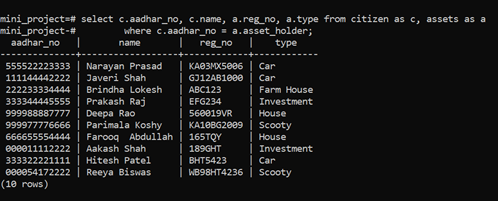 mini_project=# select c.aadhar_no, c.name, a.reg_no, a.type from citizen as c, assets as a
mini_project-# where c.aadhar_no = a.asset_holder;
aadhar_no | name | reg_no | type
--------------+------------------+------------+------------
555522223333 | Narayan Prasad | KA03MX5006 | Car
111144442222 | Javeri Shah | GJ12AB1000 | Car
222233334444 | Brindha Lokesh | ABC123 | Farm House
333344445555 | Prakash Raj | EFG234 | Investment
999988887777 | Deepa Rao | 560019VR | House
999977776666 | Parimala Koshy | KA10BG2009 | Scooty
666655554444 | Farooq  Abdullah | 165TQY | House
000011112222 | Aakash Shah | 189GHT | Investment
333322221111 | Hitesh Patel | BHT5423 | Car
000054172222 | Reeya Biswas | WB98HT4236 | Scooty
(10 rows)